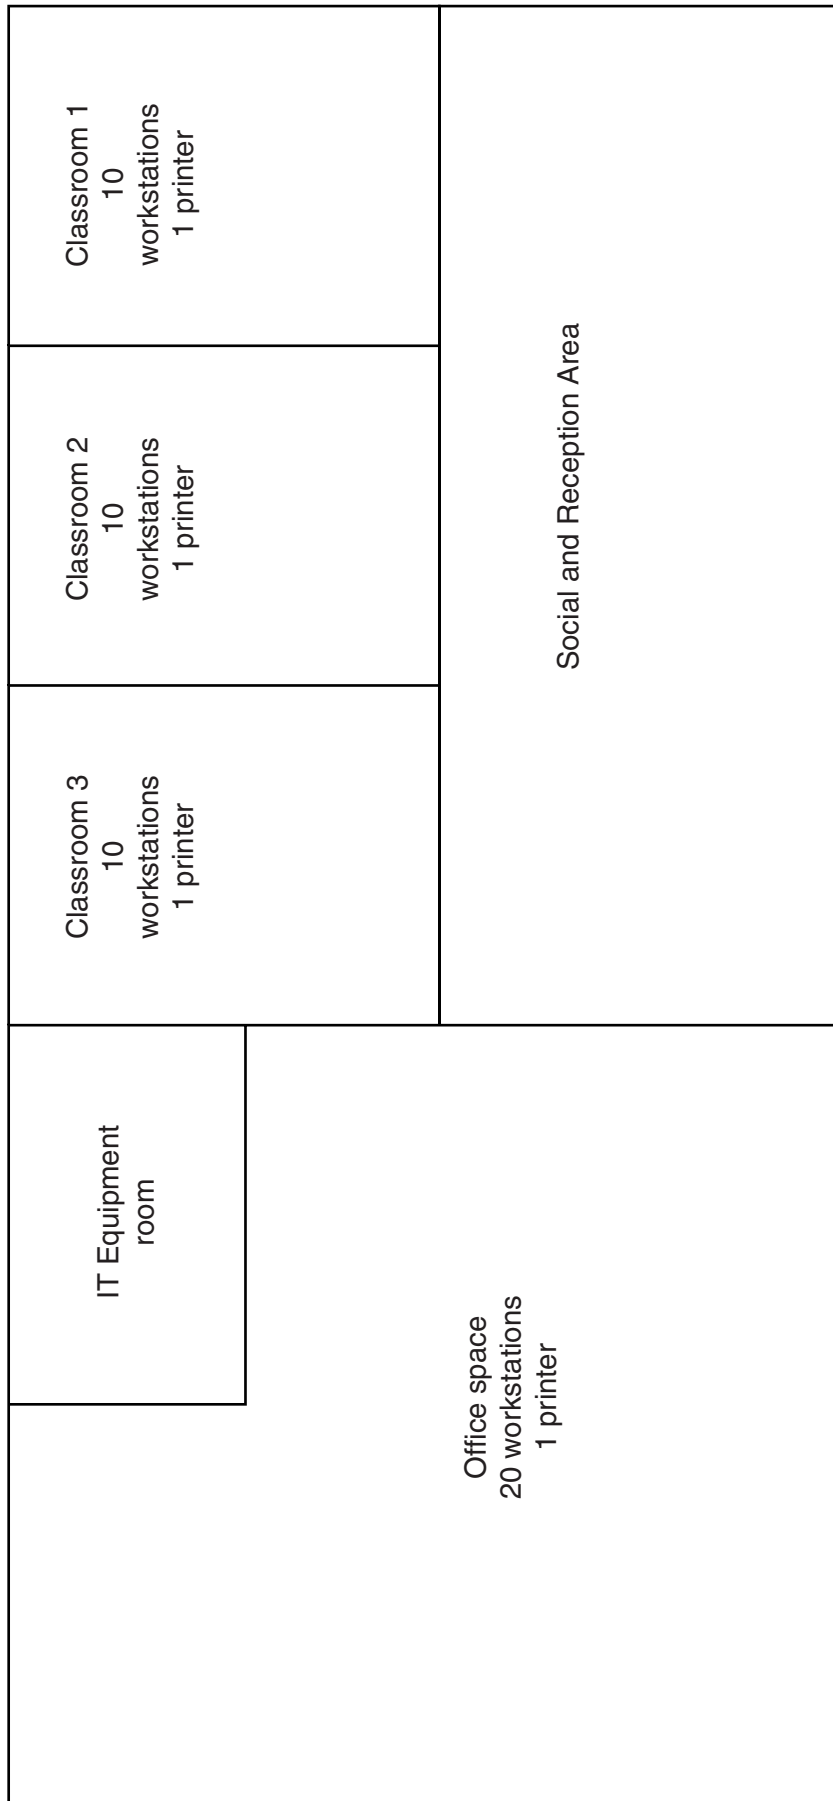 Classroom 1
10
workstations
1 printer
Classroom 2
10
workstations
1 printer
Classroom 3
10
workstations
1 printer
IT Equipment
room
Social and Reception Area
Office space
20 workstations
1 printer